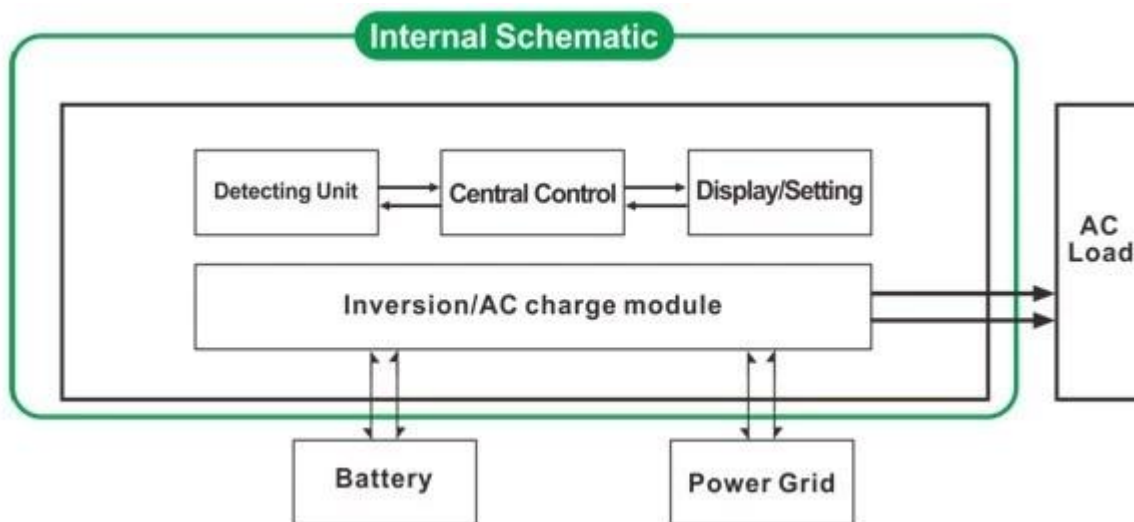 Internal Schematic
Detecting Unit
Central Control
Display/Setting
AC
Load
Inversion/AC charge module
Battery
Power Grid